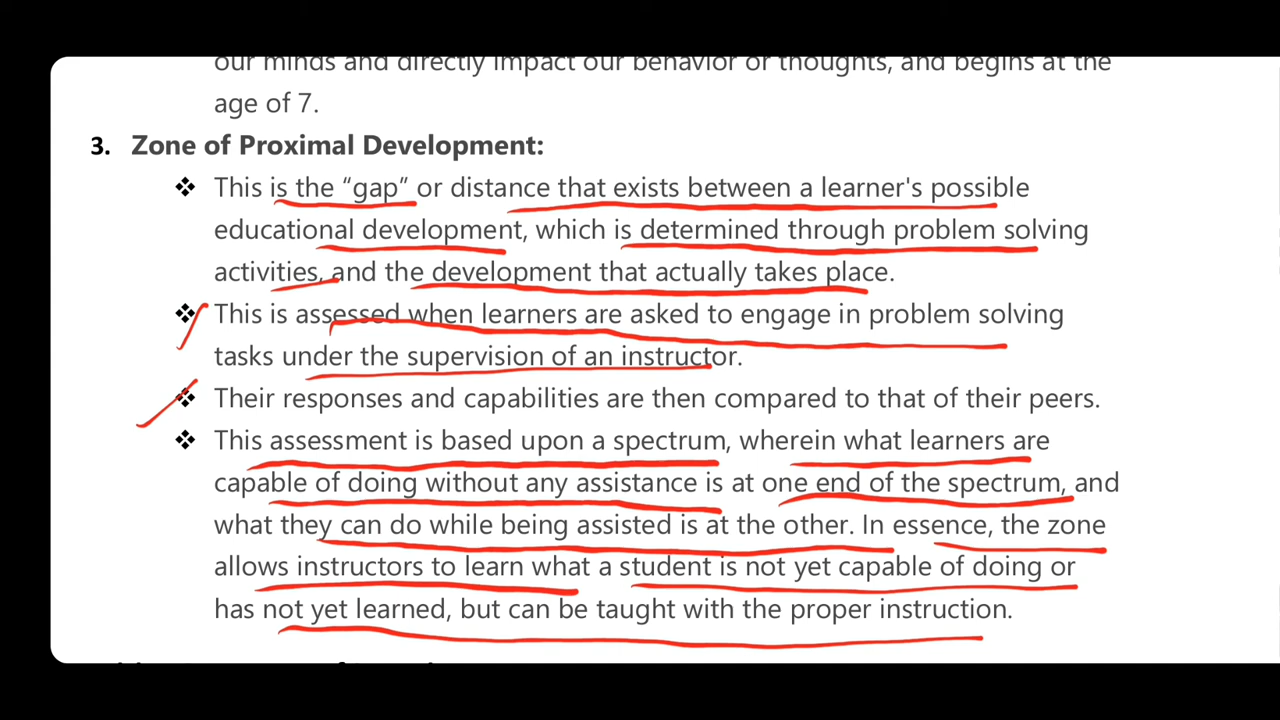 our minds and directly impact our behavior or thoughts, and begins at the
age of 7.
3. Zone of Proximal Development:
❖ This is the “gap” or distance that exists between a learner's possible
educational development, which is determined through problem solving
activities, and the development that actually takes place.
❖ This is assessed when learners are asked to engage in problem solving
tasks under the supervision of an instructor.
❖ Their responses and capabilities are then compared to that of their peers.
❖ This assessment is based upon a spectrum, wherein what learners are
capable of doing without any assistance is at one end of the spectrum, and
what they can do while being assisted is at the other. In essence, the zone
allows instructors to learn what a student is not yet capable of doing or
has not yet learned, but can be taught with the proper instruction.